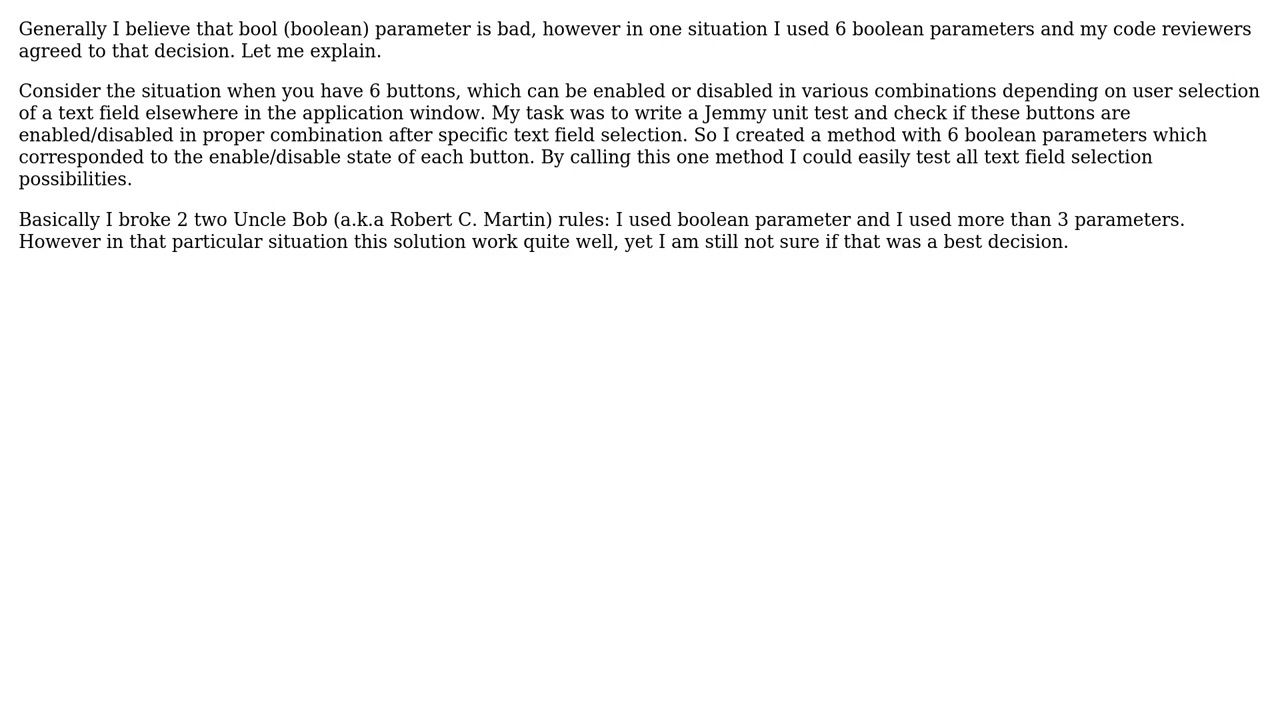 Generally I believe that bool (boolean) parameter is bad, however in one situation I used 6 boolean parameters and my code reviewers
agreed to that decision. Let me explain.
Consider the situation when you have 6 buttons, which can be enabled or disabled in various combinations depending on user selection
of a text field elsewhere in the application window. My task was to write a Jemmy unit test and check if these buttons are
enabled/disabled in proper combination after specific text field selection. So I created a method with 6 boolean parameters which
corresponded to the enable/disable state of each button. By calling this one method I could easily test all text field selection
possibilities.
Basically I broke 2 two Uncle Bob (a.k.a Robert C. Martin) rules: I used boolean parameter and I used more than 3 parameters.
However in that particular situation this solution work quite well, yet I am still not sure if that was a best decision.